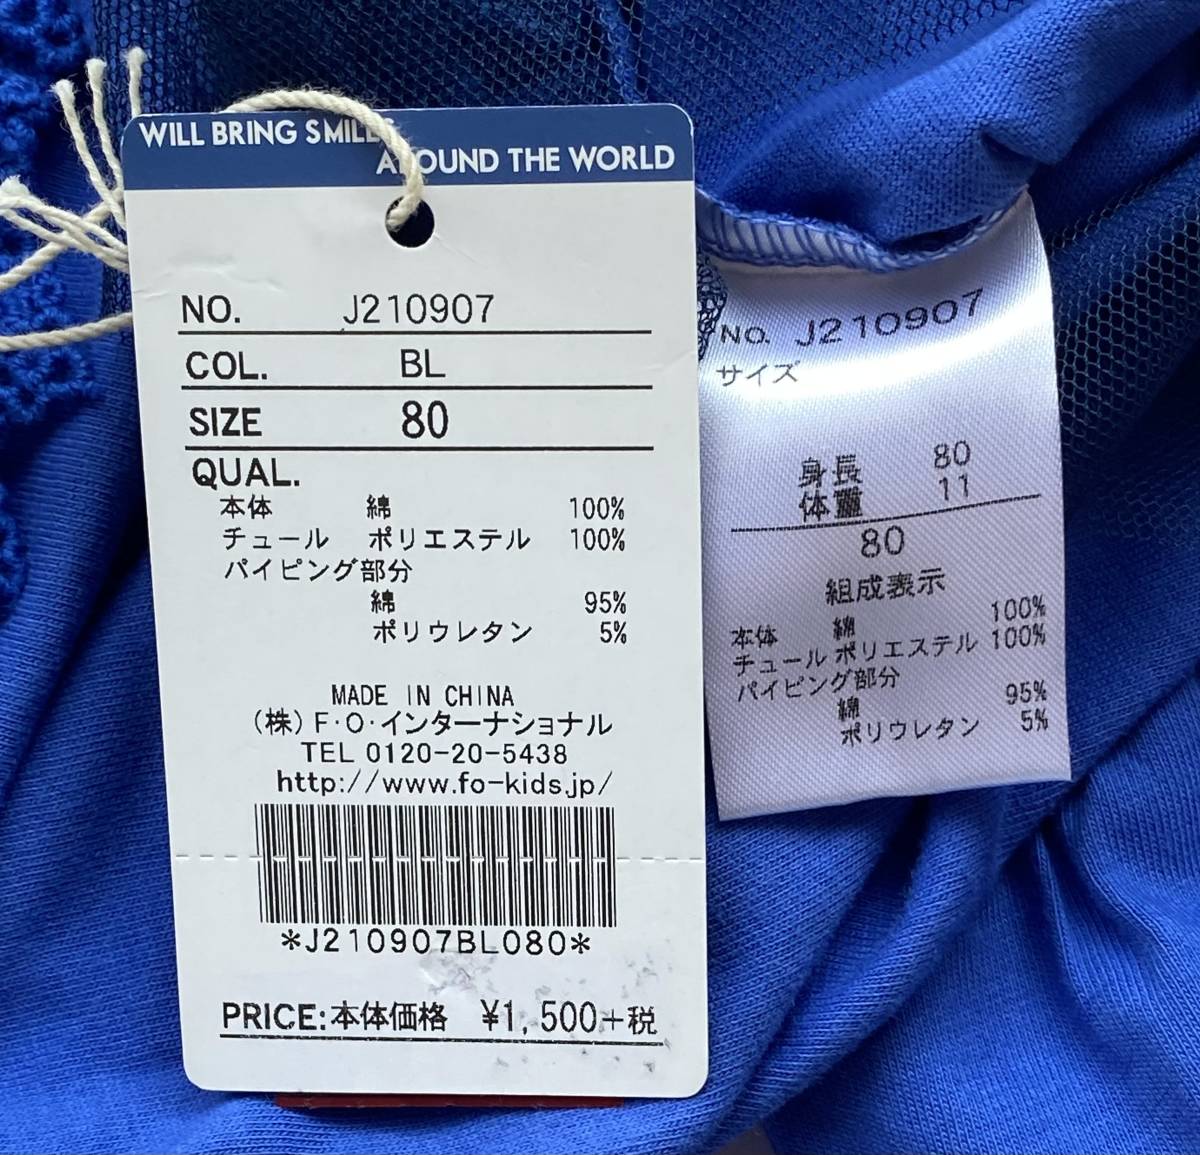 WILL BRING SMILES
AROUND THE WORLD
NO. J210907
COL. BL
SIZE 80
QUAL.
本体 綿 100%
チュール ポリエステル 100%
パイピング部分
綿 95%
ポリウレタン 5%
MADE IN CHINA
(株)F・O・インターナショナル
TEL 0120-20-5438
http://www.fo-kids.jp/
*J210907BL080*
PRICE:本体価格 ¥1,500+税
NO. J210907
サイズ
身長 80
体重 11
80
組成表示
本体 綿 100%
チュール ポリエステル 100%
パイピング部分
綿 95%
ポリウレタン 5%